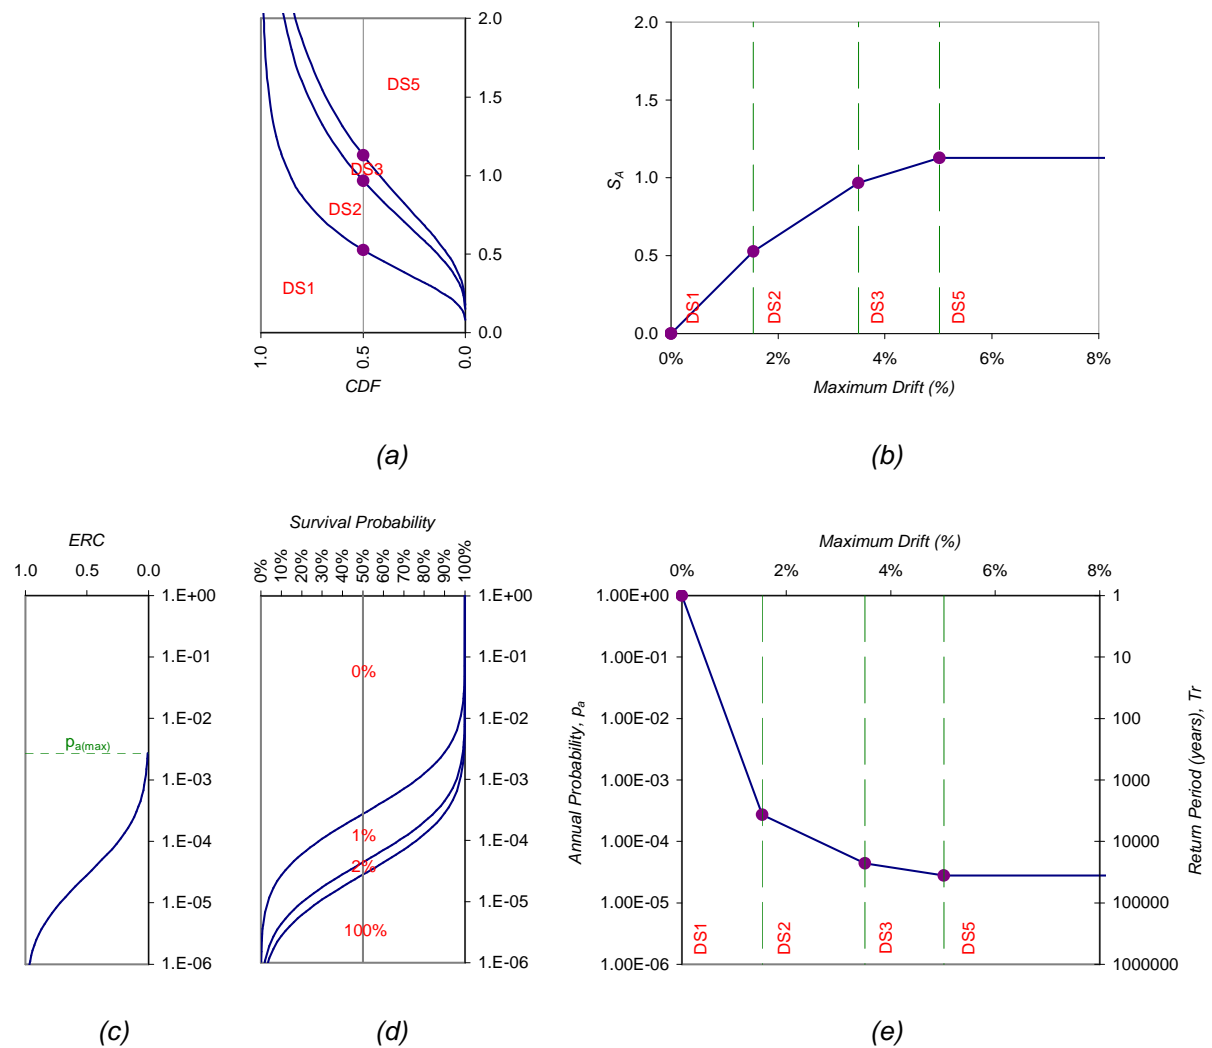 2.0
1.5
1.0
0.5
0.0
DS5
DS3
DS2
DS1
1.0
0.5
0.0
CDF
(a)
2.0
1.5
1.0
0.5
0.0
S_A
DS1
DS2
DS3
DS5
0%
2%
4%
6%
8%
Maximum Drift (%)
(b)
ERC
1.0
0.5
0.0
1.E+00
1.E-01
1.E-02
1.E-03
1.E-04
1.E-05
1.E-06
p_a(max)
(c)
Survival Probability
0%
10%
20%
30%
40%
50%
60%
70%
80%
90%
100%
1.E+00
1.E-01
1.E-02
1.E-03
1.E-04
1.E-05
1.E-06
0%
1%
2%
100%
(d)
Maximum Drift (%)
0%
2%
4%
6%
8%
1.00E+00
1.00E-01
1.00E-02
1.00E-03
1.00E-04
1.00E-05
1.00E-06
Annual Probability, p_a
DS1
DS2
DS3
DS5
1
10
100
1000
10000
100000
1000000
Return Period (years), Tr
(e)